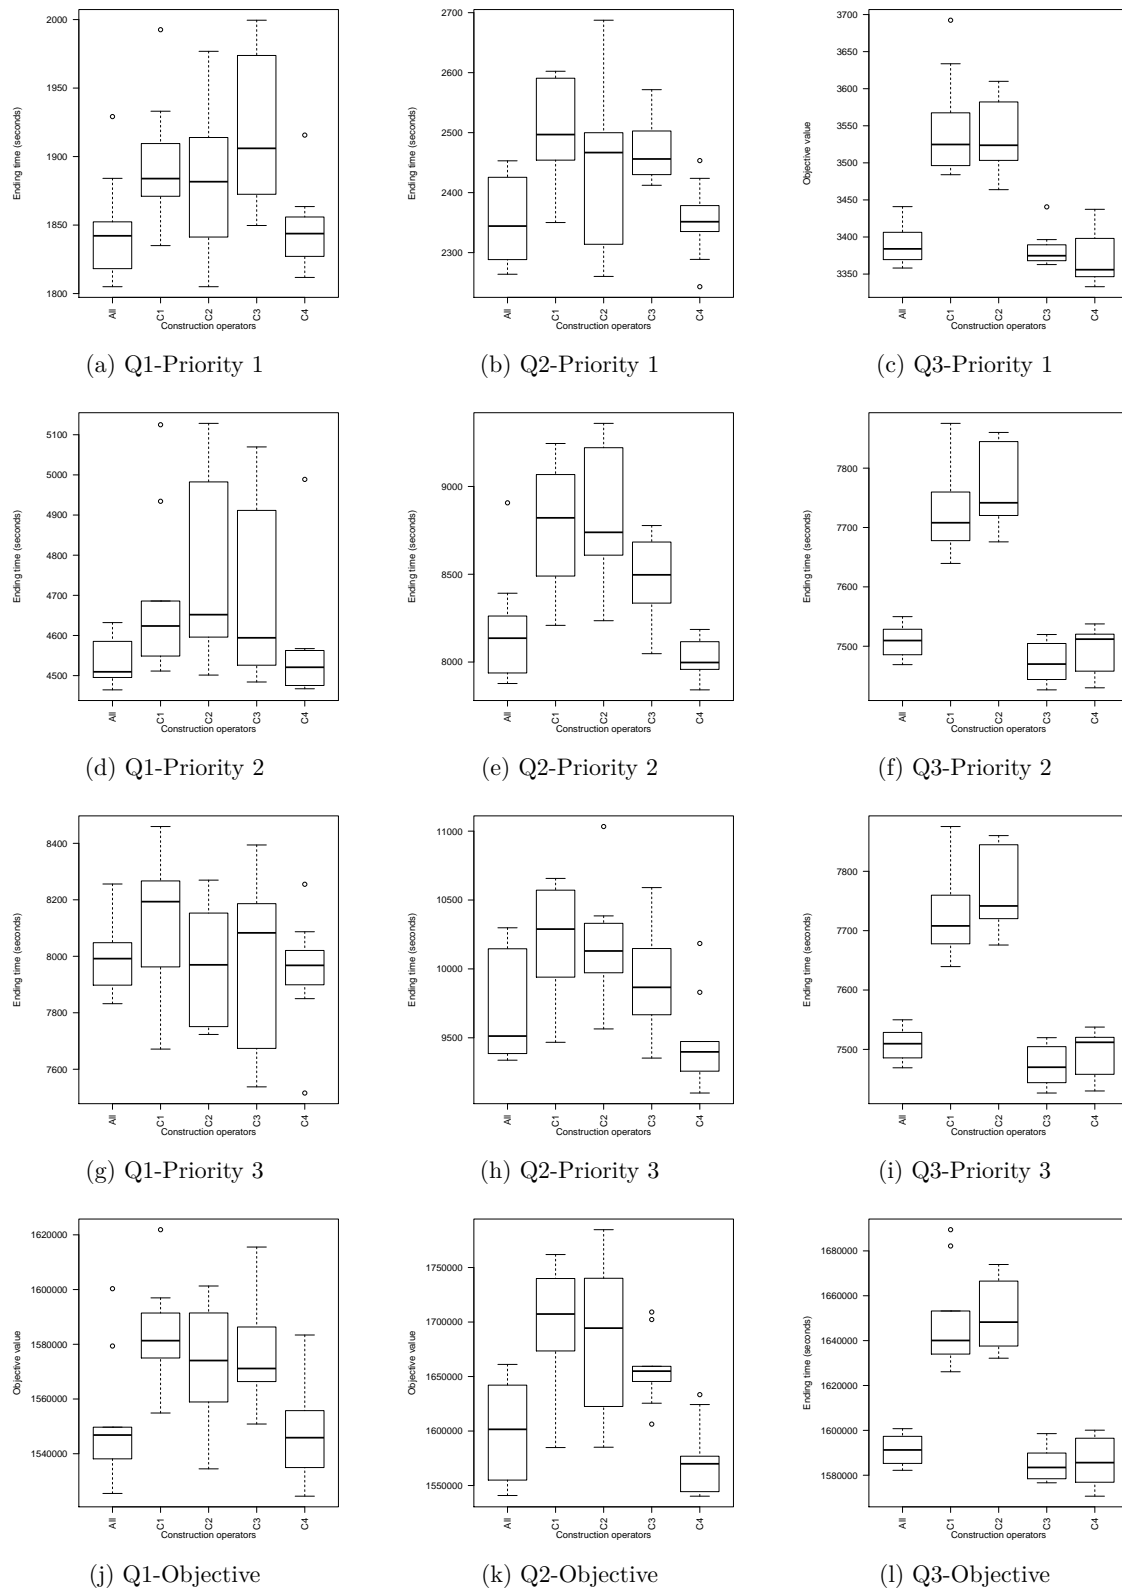 2000
1950
1900
1850
1800
Ending time (seconds)
All
C1
C2
C3
C4
Construction operators
(a) Q1-Priority 1
2700
2600
2500
2400
2300
Ending time (seconds)
All
C1
C2
C3
C4
Construction operators
(b) Q2-Priority 1
3700
3650
3600
3550
3500
3450
3400
3350
Objective value
All
C1
C2
C3
C4
Construction operators
(c) Q3-Priority 1
5100
5000
4900
4800
4700
4600
4500
Ending time (seconds)
All
C1
C2
C3
C4
Construction operators
(d) Q1-Priority 2
9000
8500
8000
Ending time (seconds)
All
C1
C2
C3
C4
Construction operators
(e) Q2-Priority 2
7800
7700
7600
7500
Ending time (seconds)
All
C1
C2
C3
C4
Construction operators
(f) Q3-Priority 2
8400
8200
8000
7800
7600
Ending time (seconds)
All
C1
C2
C3
C4
Construction operators
(g) Q1-Priority 3
11000
10500
10000
9500
Ending time (seconds)
All
C1
C2
C3
C4
Construction operators
(h) Q2-Priority 3
7800
7700
7600
7500
Ending time (seconds)
All
C1
C2
C3
C4
Construction operators
(i) Q3-Priority 3
1620000
1600000
1580000
1560000
1540000
Objective value
All
C1
C2
C3
C4
Construction operators
(j) Q1-Objective
1750000
1700000
1650000
1600000
1550000
Objective value
All
C1
C2
C3
C4
Construction operators
(k) Q2-Objective
1680000
1660000
1640000
1620000
1600000
1580000
Ending time (seconds)
All
C1
C2
C3
C4
Construction operators
(l) Q3-Objective